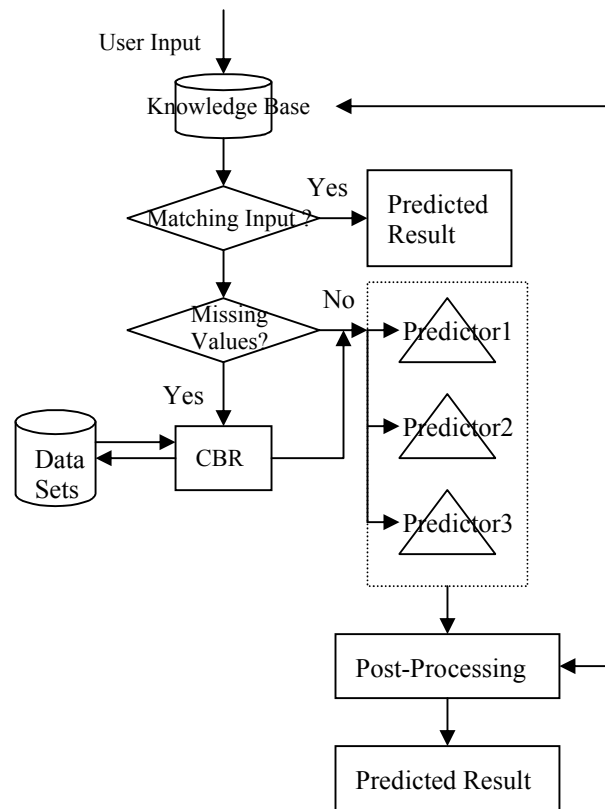 User Input
Knowledge Base
Matching Input ?
Yes
Predicted
Result
Missing
Values?
No
Predictor1
Yes
Predictor2
Data
Sets
CBR
Predictor3
Post-Processing
Predicted Result